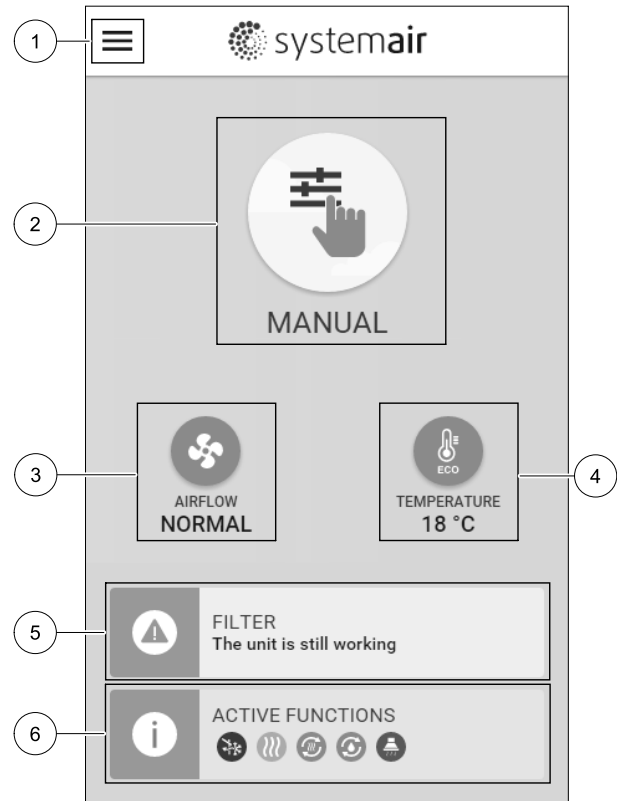 1
systemair
2
MANUAL
3
AIRFLOW
NORMAL
ECO
TEMPERATURE
18 °C
4
5
FILTER
The unit is still working
6
ACTIVE FUNCTIONS